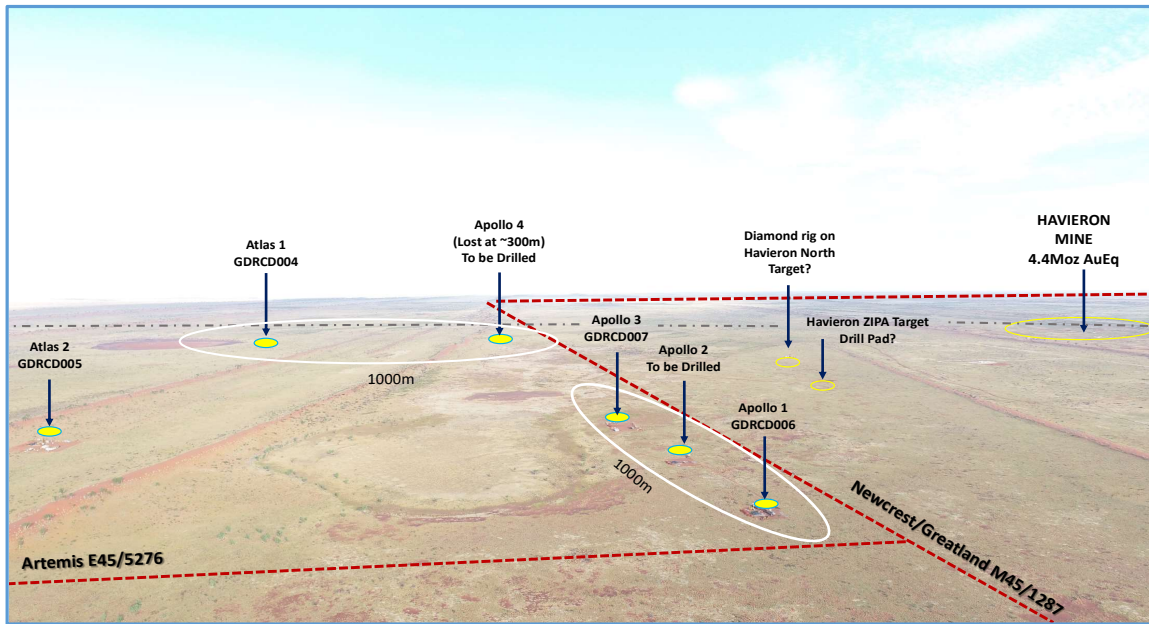 HAVIERON
MINE
4.4Moz AuEq
Apollo 4
(Lost at ~300m)
To be Drilled
Diamond rig on
Havieron North
Target?
Atlas 1
GDRCD004
Apollo 3
GDRCD007
Havieron ZIPA Target
Drill Pad?
Atlas 2
GDRCD005
Apollo 2
To be Drilled
1000m
Apollo 1
GDRCD006
1000m
Newcrest/Greatland M45/1287
Artemis E45/5276